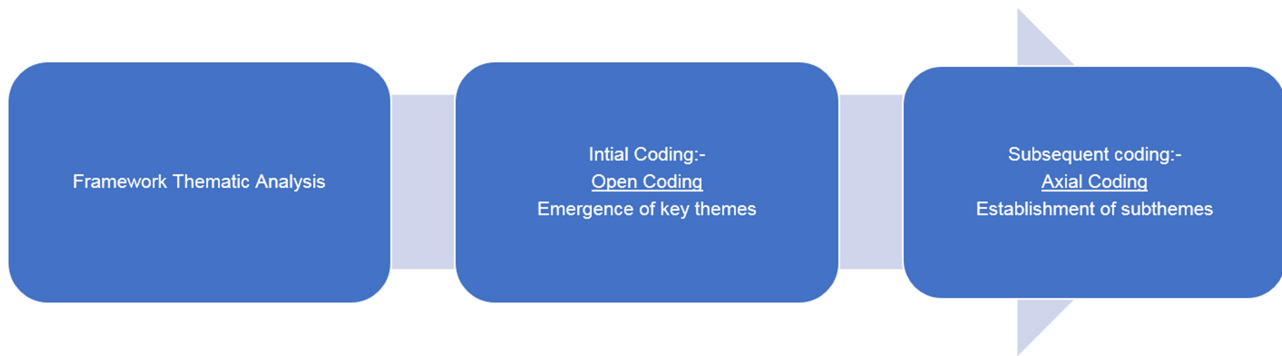 Framework Thematic Analysis
Intial Coding:-
Open Coding
Emergence of key themes
Subsequent coding:-
Axial Coding
Establishment of subthemes